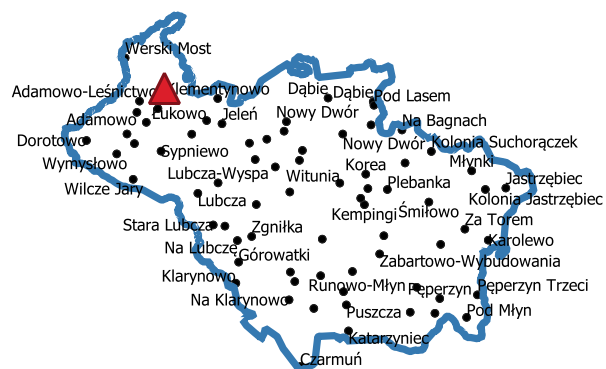 Werski Most
Adamowo-Leśnictwo
Klementynowo
Dąbie
Dąbie
Pod Lasem
Adamowo
Łukowo
Jeleń
Nowy Dwór
Na Bagnach
Dorotowo
Sypniewo
Nowy Dwór
Kolonia Suchorączek
Wymysłowo
Lubcza-Wyspa
Witunia
Korea
Młynki
Wilcze Jary
Plebanka
Jastrzębiec
Lubcza
Kempingi
Śmiłowo
Kolonia Jastrzębiec
Stara Lubcza
Zgniłka
Za Torem
Na Lubczę
Górowatki
Karolewo
Zabartowo-Wybudowania
Klarynowo
Runowo-Młyn
Pęperzyn
Pęperzyn Trzeci
Na Klarynowo
Puszcza
Pod Młyn
Katarzyniec
Czarmuń